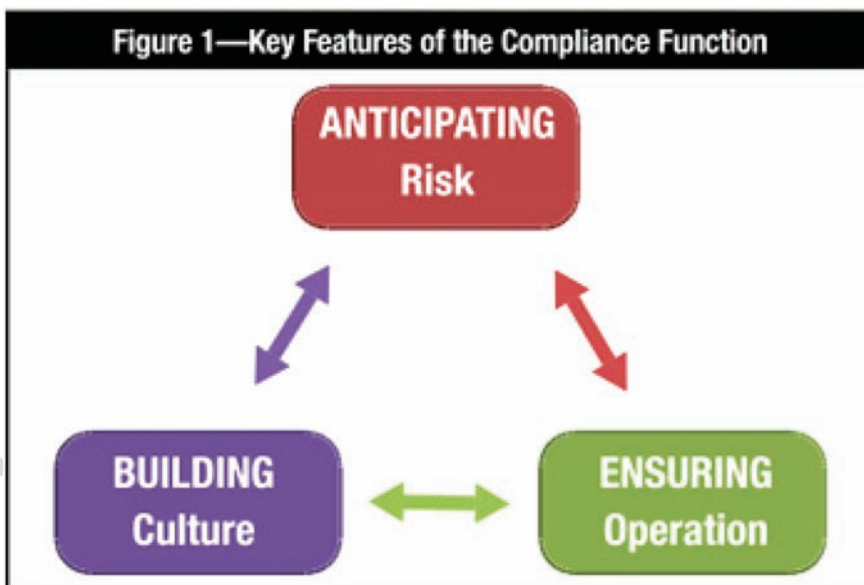 Figure 1—Key Features of the Compliance Function
ANTICIPATING
Risk
BUILDING
Culture
ENSURING
Operation